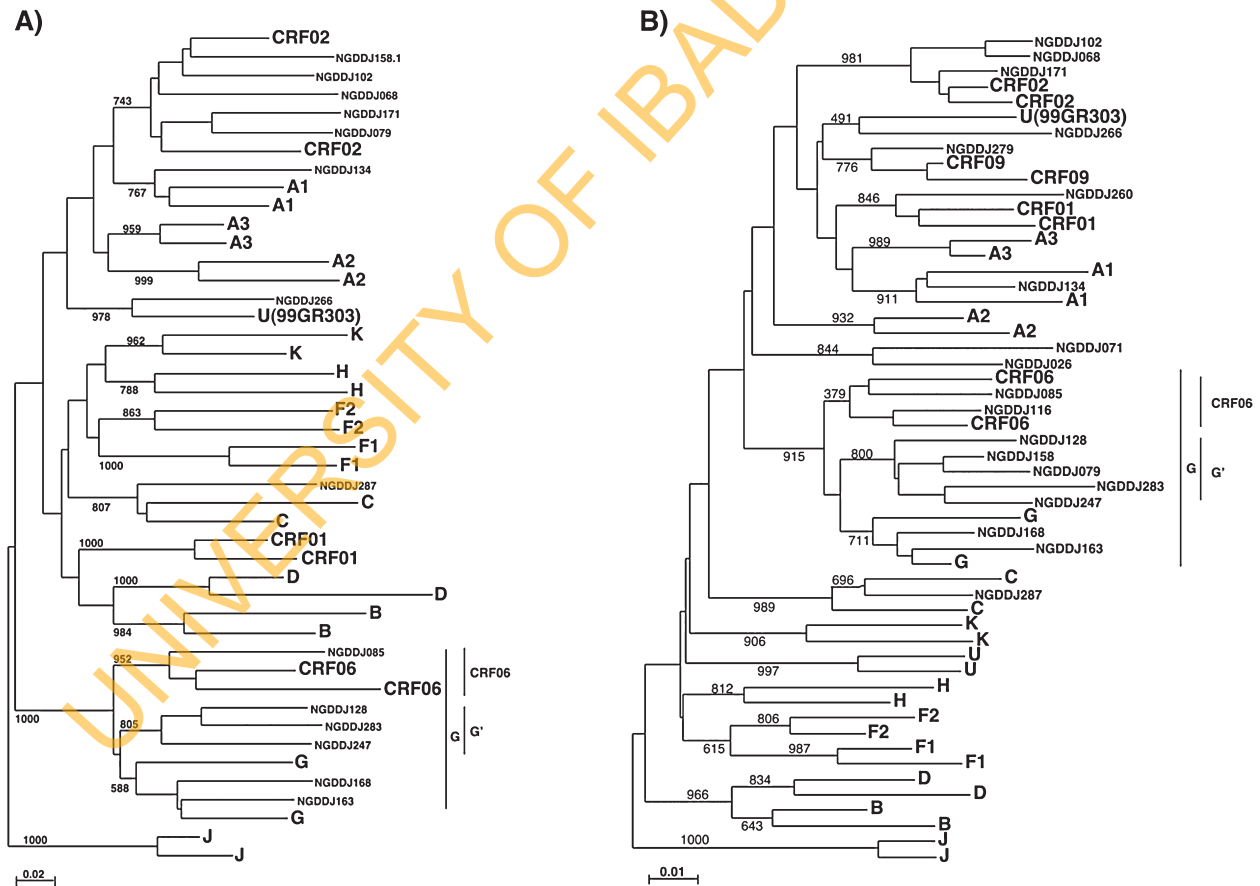 A)
CRF02
NGDDJ158.1
NGDDJ102
NGDDJ068
743
NGDDJ171
NGDDJ079
CRF02
NGDDJ134
767
A1
A1
959
A3
A3
A2
999
A2
NGDDJ266
978
U(99GR303)
962
K
K
H
788
H
863
F2
F2
F1
1000
F1
NGDDJ287
807
C
C
1000
CRF01
CRF01
1000
D
D
B
984
B
952
NGDDJ085
CRF06
CRF06
1000
805
NGDDJ128
NGDDJ283
NGDDJ247
G
588
NGDDJ168
NGDDJ163
G
CRF06
G
G'
1000
J
J
0.02
B)
981
NGDDJ102
NGDDJ068
NGDDJ171
CRF02
CRF02
491
U(99GR303)
NGDDJ266
NGDDJ279
776
CRF09
CRF09
846
NGDDJ260
CRF01
CRF01
989
A3
A3
A1
911
NGDDJ134
A1
932
A2
A2
844
NGDDJ071
NGDDJ026
379
CRF06
NGDDJ085
NGDDJ116
CRF06
915
800
NGDDJ128
NGDDJ158
NGDDJ079
NGDDJ283
NGDDJ247
G
711
NGDDJ168
NGDDJ163
G
CRF06
G
G'
696
C
989
NGDDJ287
C
906
K
K
997
U
U
812
H
H
806
F2
F2
615
987
F1
F1
834
D
966
D
643
B
B
1000
J
J
0.01
UNIVERSITY OF IBAD